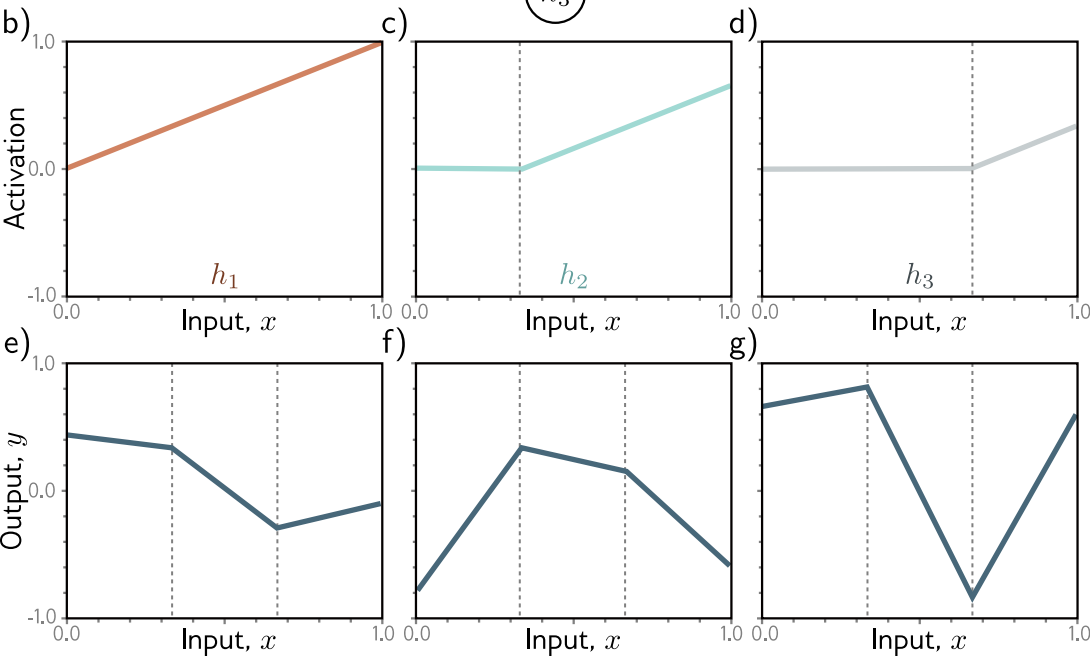 h₃
b)
c)
d)
1.0
Activation
0.0
-1.0
h₁
h₂
h₃
0.0 1.0 0.0 1.0 0.0 1.0
Input, x Input, x Input, x
e)
f)
g)
1.0
Output, y
0.0
-1.0
0.0 1.0 0.0 1.0 0.0 1.0
Input, x Input, x Input, x